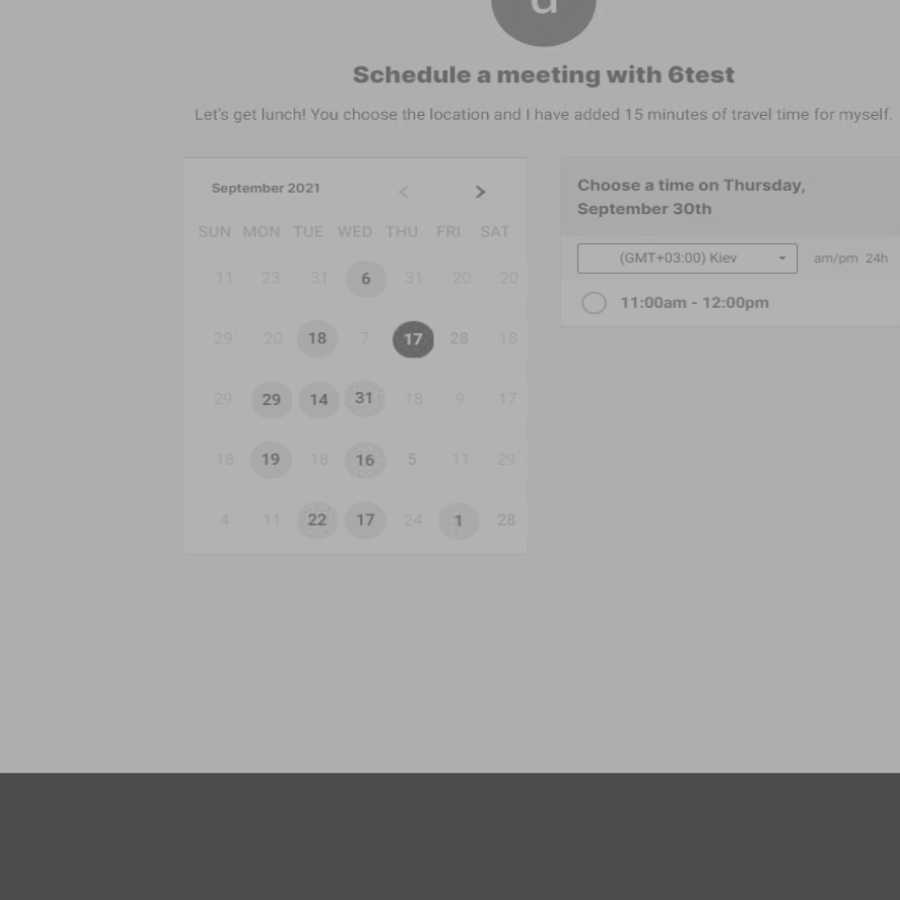 d
Schedule a meeting with 6test
Let's get lunch! You choose the location and I have added 15 minutes of travel time for myself.
September 2021 < >
SUN MON TUE WED THU FRI SAT
11 23 31 6 31 20 20
29 20 18 7 17 28 18
29 29 14 31 18 9 17
18 19 18 16 5 11 29
4 11 22 17 24 1 28
Choose a time on Thursday,
September 30th
(GMT+03:00) Kiev am/pm 24h
11:00am - 12:00pm